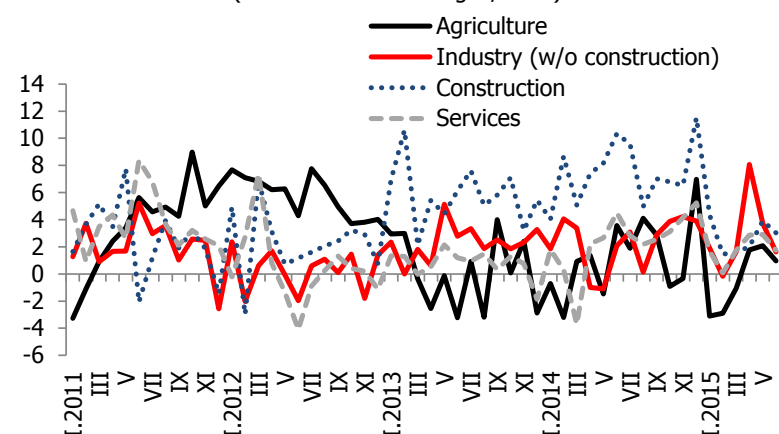 Agriculture
Industry (w/o construction)
Construction
Services
14
12
10
8
6
4
2
0
-2
-4
-6
I.2011
III
V
VII
IX
XI
I.2012
III
V
VII
IX
XI
I.2013
III
V
VII
IX
XI
I.2014
III
V
VII
IX
XI
I.2015
III
V